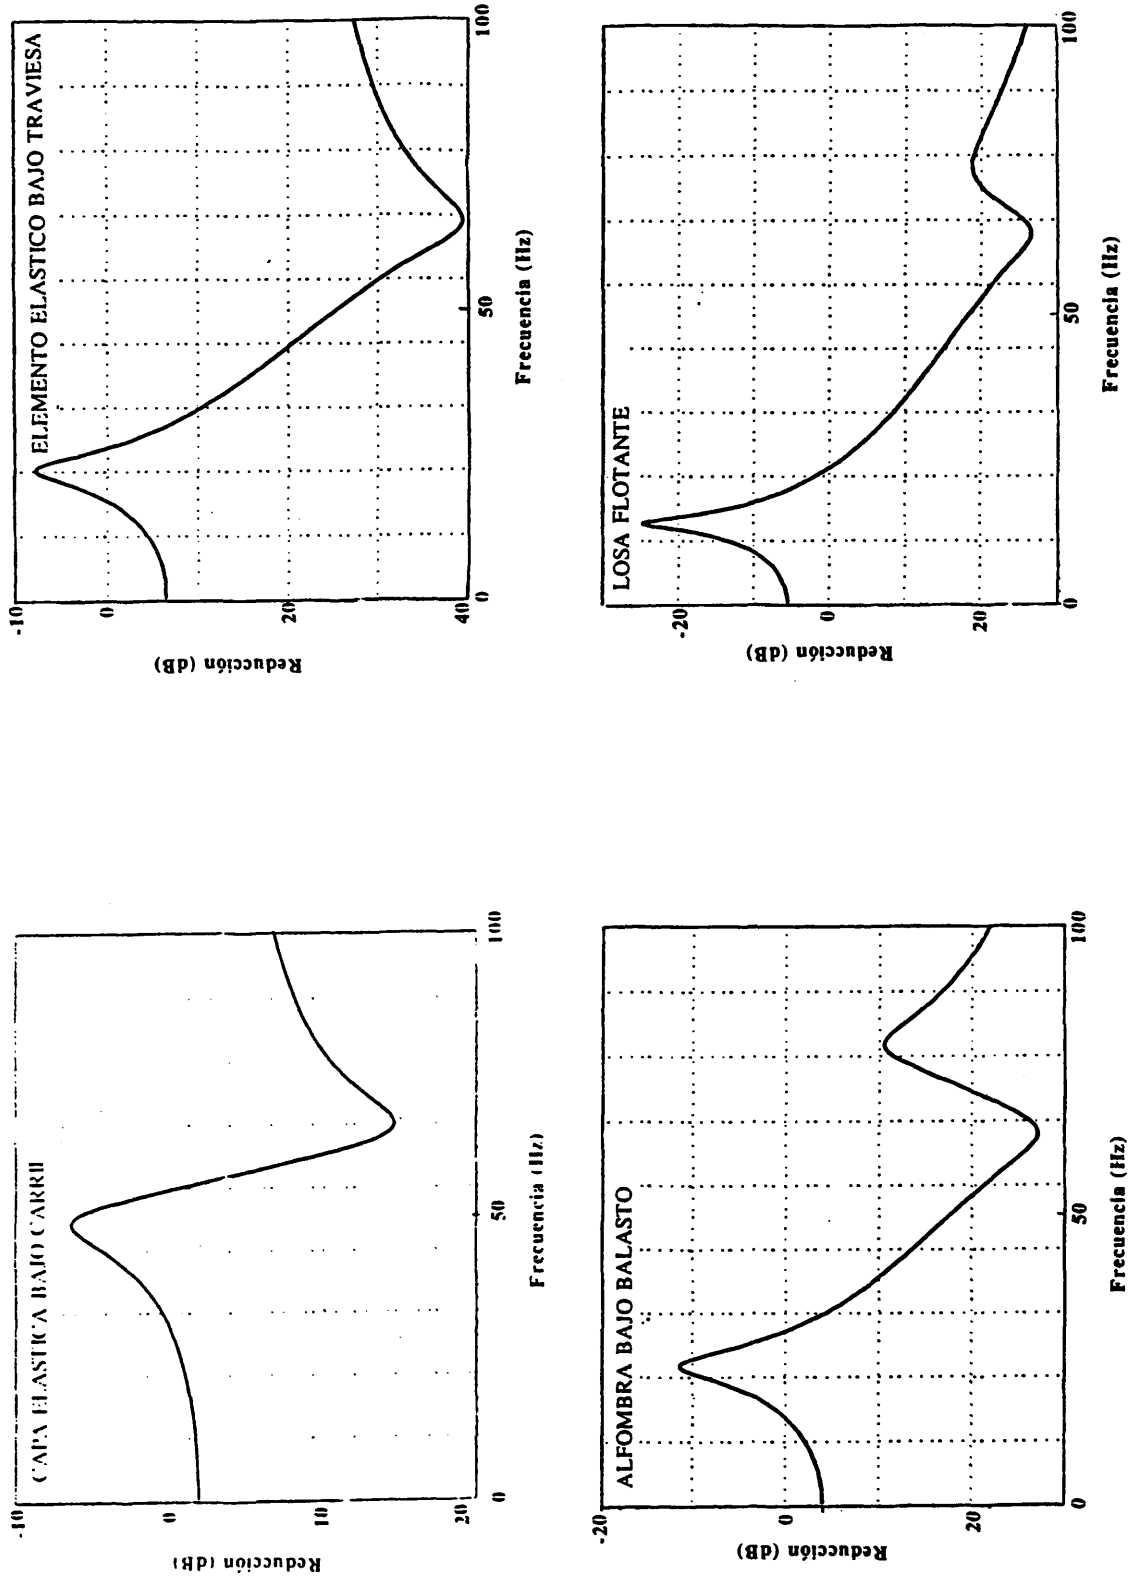 CAPA ELASTICA BAJO CARRIL
-10
0
10
20
Reducción (dB)
0
50
100
Frecuencia (Hz)
ELEMENTO ELASTICO BAJO TRAVIESA
-10
0
20
40
Reducción (dB)
0
50
100
Frecuencia (Hz)
ALFOMBRA BAJO BALASTO
-20
0
20
Reducción (dB)
0
50
100
Frecuencia (Hz)
LOSA FLOTANTE
-20
0
20
Reducción (dB)
0
50
100
Frecuencia (Hz)